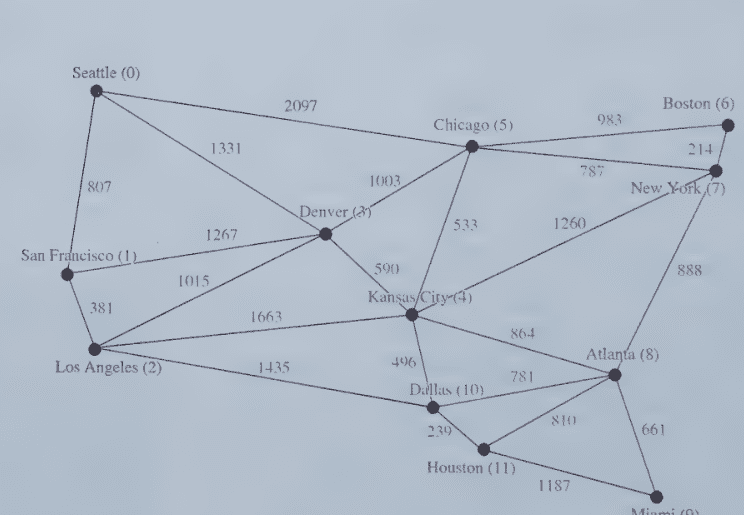 Seattle (0)
2097
Boston (6)
983
Chicago (5)
1331
214
787
1003
807
New York (7)
Denver (3)
1267
533
1260
San Francisco (1)
590
888
1015
Kansas City (4)
381
1663
864
Atlanta (8)
496
Los Angeles (2)
1435
781
Dallas (10)
810
239
661
Houston (11)
1187
Miami (9)